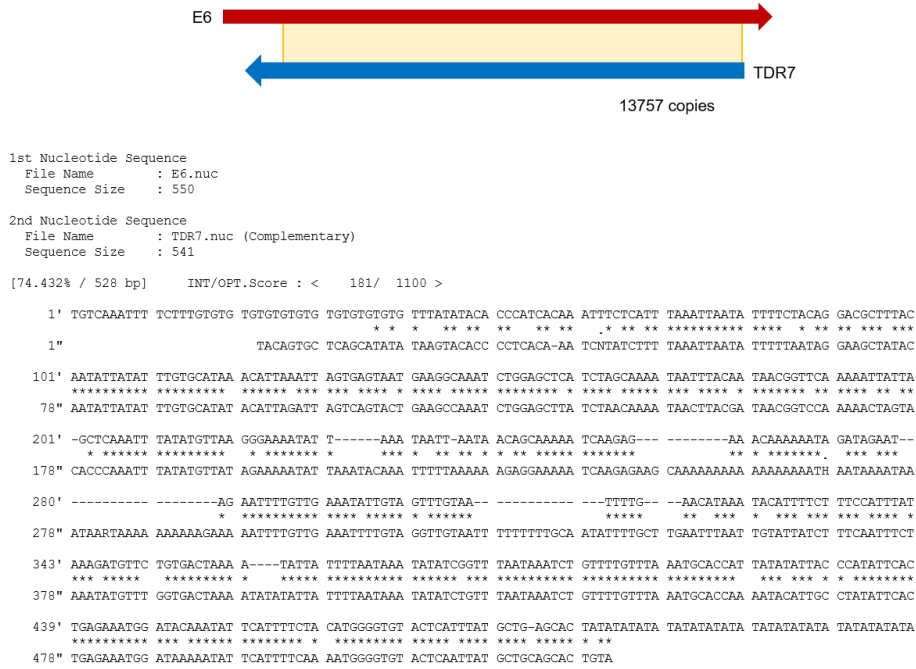 E6
TDR7
13757 copies
1st Nucleotide Sequence
File Name : E6.nuc
Sequence Size : 550
2nd Nucleotide Sequence
File Name : TDR7.nuc (Complementary)
Sequence Size : 541
[74.432% / 528 bp] INT/OPT.Score : < 181/ 1100 >
1' TGTCAAATTT TCTTTGTGTG TGTGTGTGTG TGTGTGTGTG TTTATATACA CCCATCACAA ATTTCTCATT TAAATTAATA TTTTCTACAG GACGCTTTAC
* * * ** ** * ** ** .* ** ** ********** **** * ** ** ***
1" TACAGTGC TCAGCATATA TAAGTACACC CCTCACA-AA TCNTATCTTT TAAATTAATA TTTTTAATAG GAAGCTATAC
101' AATATTATAT TTGTGCATAA ACATTAAATT AGTGAGTAAT GAAGGCAAAT CTGGAGCTCA TCTAGCAAAA TAATTTACAA TAACGGTTCA AAAATTATTA
********** ********* ***** * ** *** *** ** **** ***** ******** * **** ***** **** *** * ******* ** ***** ** **
78" AATATTATAT TTGTGCATAT ACATTAGATT AGTCAGTACT GAAGCCAAAT CTGGAGCTTA TCTAACAAAA TAACTTACGA TAACGGTCCA AAAACTAGTA
201' -GCTCAAATT TATATGTTAA GGGAAAATAT T------AAA TAATT-AATA ACAGCAAAAA TCAAGAG--- --------AA ACAAAAAATA GATAGAAT--
* ****** ********* * ******* * *** * ** ** * ** ***** ******* ** * ********. * * ***
178" CACCCAAATT TATATGTTAT AGAAAAATAT TAAATACAAA TTTTTAAAAA AGAGGAAAAA TCAAGAGAAG CAAAAAAAAA AAAAAAAATH AATAAAATAA
280' ---------- --------AG AATTTTGTTG AAATATTGTA GTTTGTAA-- ---------- --TTTTG--- --AACATAAA TACATTTTCT TTCCATTTAT
* ********** **** ***** ** ***** ***** ** *** * *** ** *** ****** *
278" ATAARTAAAA AAAAAAGAAA AATTTTGTTG AAATTTTGTA GGTTGTAATT TTTTTTTGCA ATATTTTGCT TGAATTTAAT TGTATTATCT TTCAATTTCT
343' AAAGATGTTC TGTGACTAAA A----TATTA TTTTAATAAA TATATCGGTT TTAATAAATCT GTTTTGTTTA AATGCACCAT TATATATTAC CCATATTCAC
378" AAATATGTTT GGTGACTAAA ATATATATTA TTTTAATAAA TATATCTGTT TTAATAAATCT GTTTTGTTTA AATGCACCAA AATACATTGC CTATATTCAC
439' TGAGAAATGG ATACAAATAT TCATTTTCTA CATGGGGTGT ACTCATTTAT GCTG-AGCAC TATATATATA TATATATATA TATATATATA TATATATATA
********** *** ****** ********* ********** ***** *** **** ***** * **
478" TGAGAAATGG ATAAAAATAT TCATTTTCAA AATGGGGTGT ACTCAATTAT GCTGCAGCAC TGTA